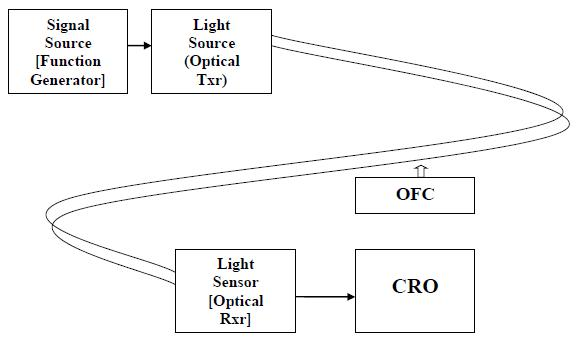 Signal
Source
[Function
Generator]
Light
Source
(Optical
Txr)
OFC
Light
Sensor
[Optical
Rxr]
CRO